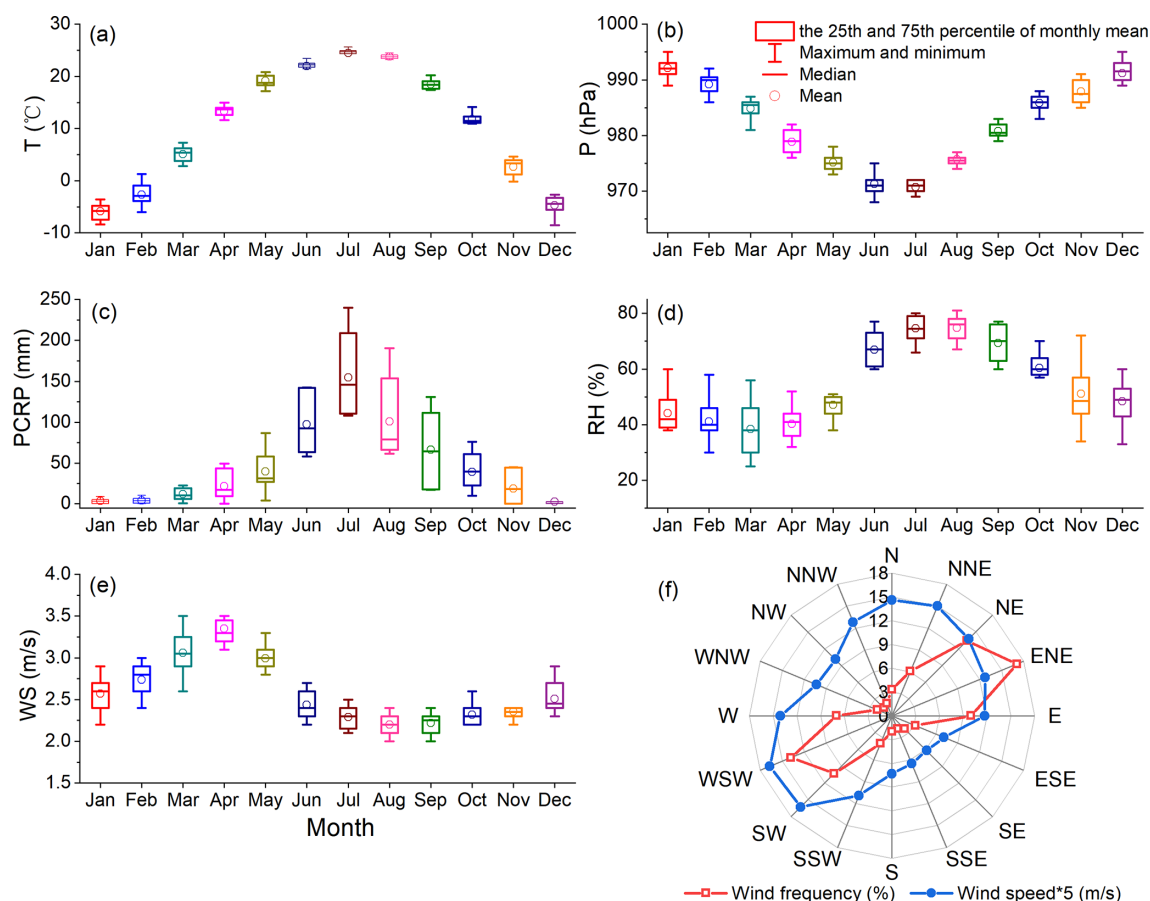 (a)
T (℃)
30
20
10
0
-10
Jan Feb Mar Apr May Jun Jul Aug Sep Oct Nov Dec
(b)
P (hPa)
1000
990
980
970
the 25th and 75th percentile of monthly mean
Maximum and minimum
Median
Mean
Jan Feb Mar Apr May Jun Jul Aug Sep Oct Nov Dec
(c)
PCRP (mm)
250
200
150
100
50
0
Jan Feb Mar Apr May Jun Jul Aug Sep Oct Nov Dec
(d)
RH (%)
80
60
40
20
Jan Feb Mar Apr May Jun Jul Aug Sep Oct Nov Dec
(e)
WS (m/s)
4.0
3.5
3.0
2.5
2.0
1.5
Jan Feb Mar Apr May Jun Jul Aug Sep Oct Nov Dec
Month
(f)
18
15
12
9
6
3
0
N
NNE
NE
ENE
E
ESE
SE
SSE
S
SSW
SW
WSW
W
WNW
NW
NNW
Wind frequency (%) Wind speed*5 (m/s)